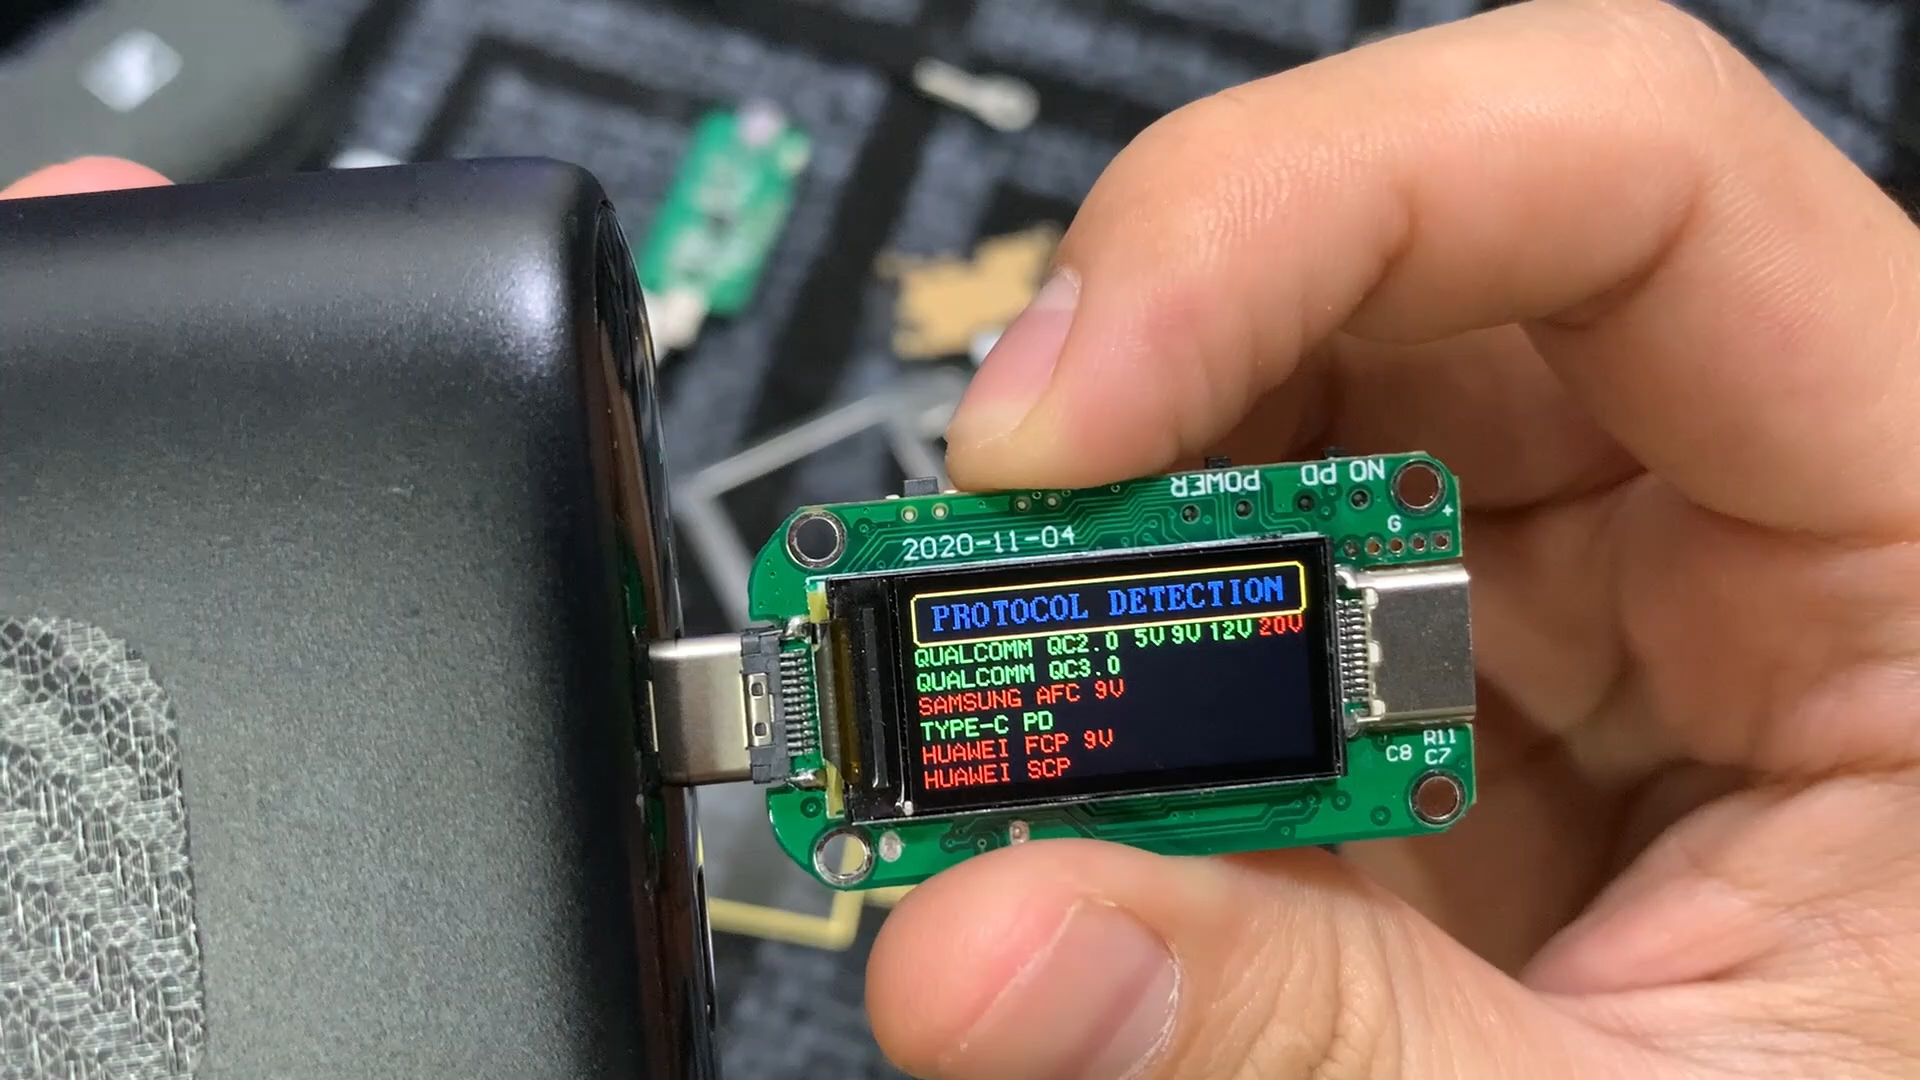 POWER
NO PD
G +
2020-11-04
PROTOCOL DETECTION
QUALCOMM QC2.0 5V 9V 12V 20V
QUALCOMM QC3.0
SAMSUNG AFC 9V
TYPE-C PD
HUAWEI FCP 9V
HUAWEI SCP
R11
C8 C7